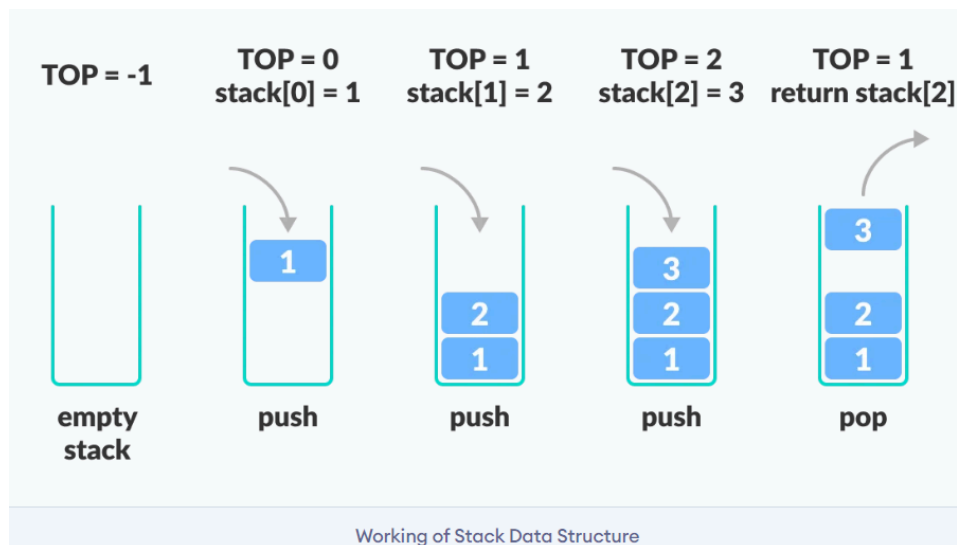 TOP = -1
TOP = 0
stack[0] = 1
TOP = 1
stack[1] = 2
TOP = 2
stack[2] = 3
TOP = 1
return stack[2]
1
2
1
3
2
1
3
2
1
empty
stack
push
push
push
pop
Working of Stack Data Structure